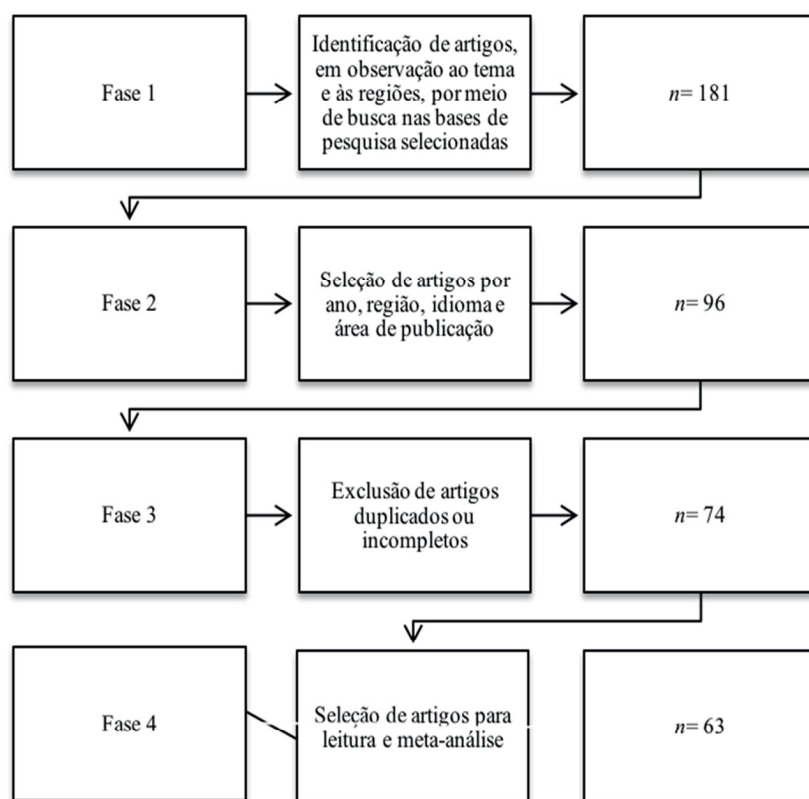 Fase 1
Identificação de artigos,
em observação ao tema
e às regiões, por meio
de busca nas bases de
pesquisa selecionadas
n= 181
Fase 2
Seleção de artigos por
ano, região, idioma e
área de publicação
n= 96
Fase 3
Exclusão de artigos
duplicados ou
incompletos
n= 74
Fase 4
Seleção de artigos para
leitura e meta-análise
n= 63